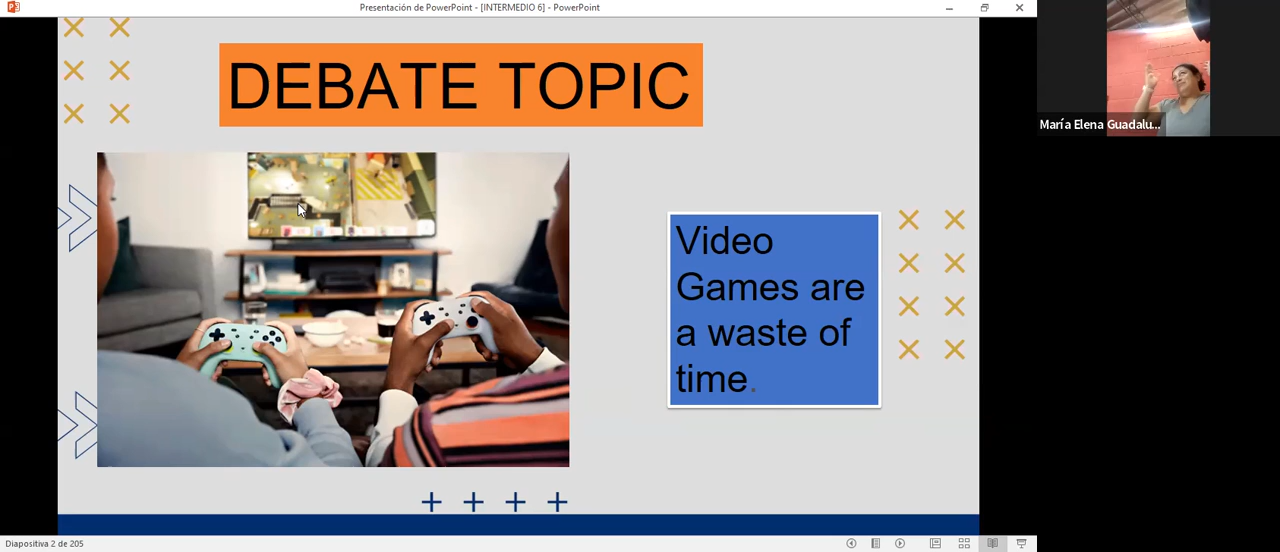 Presentación de PowerPoint - [INTERMEDIO 6] - PowerPoint
DEBATE TOPIC
Video
Games are
a waste of
time.
María Elena Guadalu...
Diapositiva 2 de 205